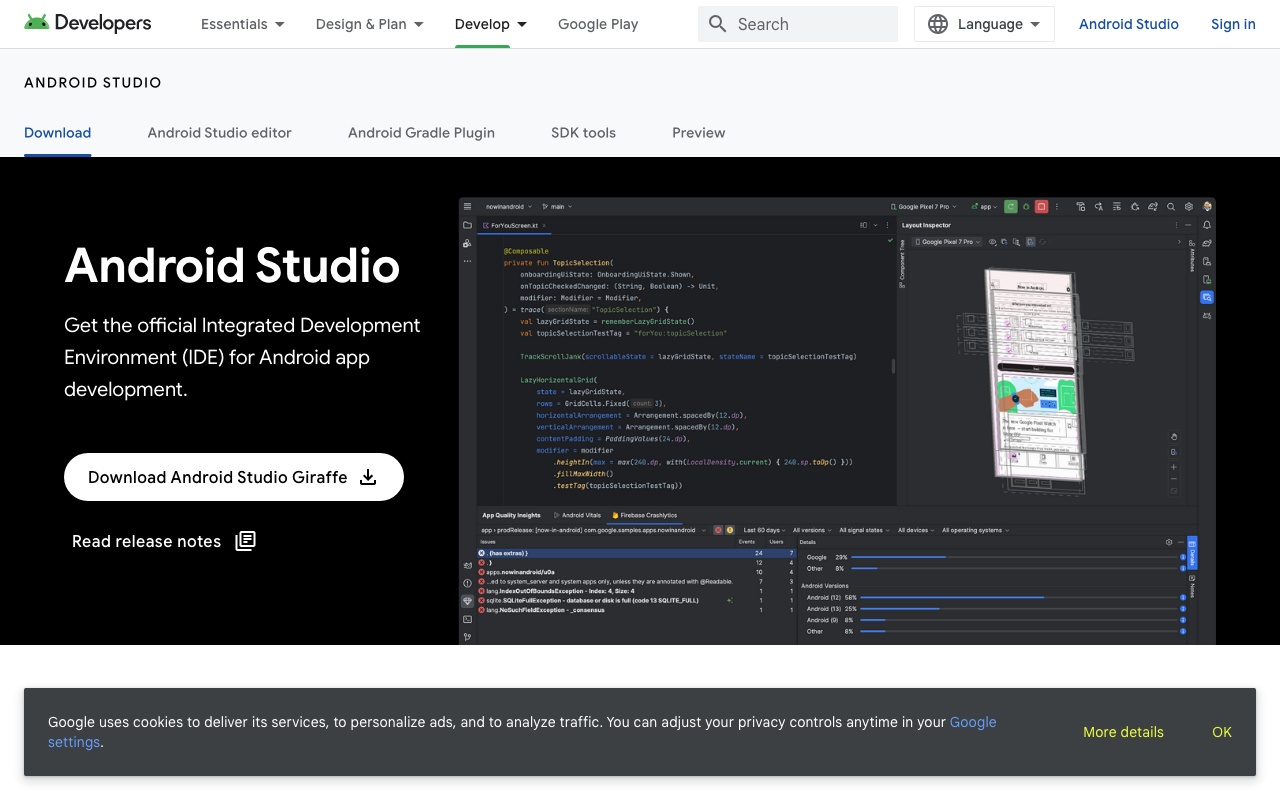 Developers
Essentials
Design & Plan
Develop
Google Play
Search
Language
Android Studio
Sign in
ANDROID STUDIO
Download
Android Studio editor
Android Gradle Plugin
SDK tools
Preview
Android Studio
Get the official Integrated Development
Environment (IDE) for Android app
development.
Download Android Studio Giraffe
Read release notes
nowinandroid
main
Google Pixel 7 Pro
app
ForYouScreen.kt
@Composable
private fun TopicSelection(
onboardingUiState: OnboardingUiState.Shown,
onTopicCheckedChanged: (String, Boolean) -> Unit,
modifier: Modifier = Modifier,
) = trace( sectionName: "TopicSelection") {
val lazyGridState = rememberLazyGridState()
val topicSelectionTestTag = "forYou:topicSelection"
TrackScrollJank(scrollableState = lazyGridState, stateName = topicSelectionTestTag)
LazyHorizontalGrid(
state = lazyGridState,
rows = GridCells.Fixed( count: 3),
horizontalArrangement = Arrangement.spacedBy(12.dp),
verticalArrangement = Arrangement.spacedBy(12.dp),
contentPadding = PaddingValues(24.dp),
modifier = modifier
.heightIn(max = max(240.dp, with(LocalDensity.current) { 240.sp.toDp() }))
.fillMaxWidth()
.testTag(topicSelectionTestTag))
Layout Inspector
Google Pixel 7 Pro
Component Tree
Attributes
Now in Android
App Quality Insights
Android Vitals
Firebase Crashlytics
app › prodRelease: [now-in-android] com.google.samples.apps.nowinandroid
Last 60 days
All versions
All signal states
All devices
All operating systems
Issues
Events
Users
Details
. (has extras) }
24
7
. }
12
4
apps.nowinandroid/u0a
10
4
...ed to system_server and system apps only, unless they are annotated with @Readable.
7
3
lang.IndexOutOfBoundsException - Index: 4, Size: 4
1
1
sqlite.SQLiteFullException - database or disk is full (code 13 SQLITE_FULL)
1
1
lang.NoSuchFieldException - _consensus
1
1
Google 29%
Other 8%
Android Versions
Android (12) 56%
Android (13) 25%
Android (9) 8%
Other 8%
Details
Notes
Google uses cookies to deliver its services, to personalize ads, and to analyze traffic. You can adjust your privacy controls anytime in your Google
settings.
More details
OK